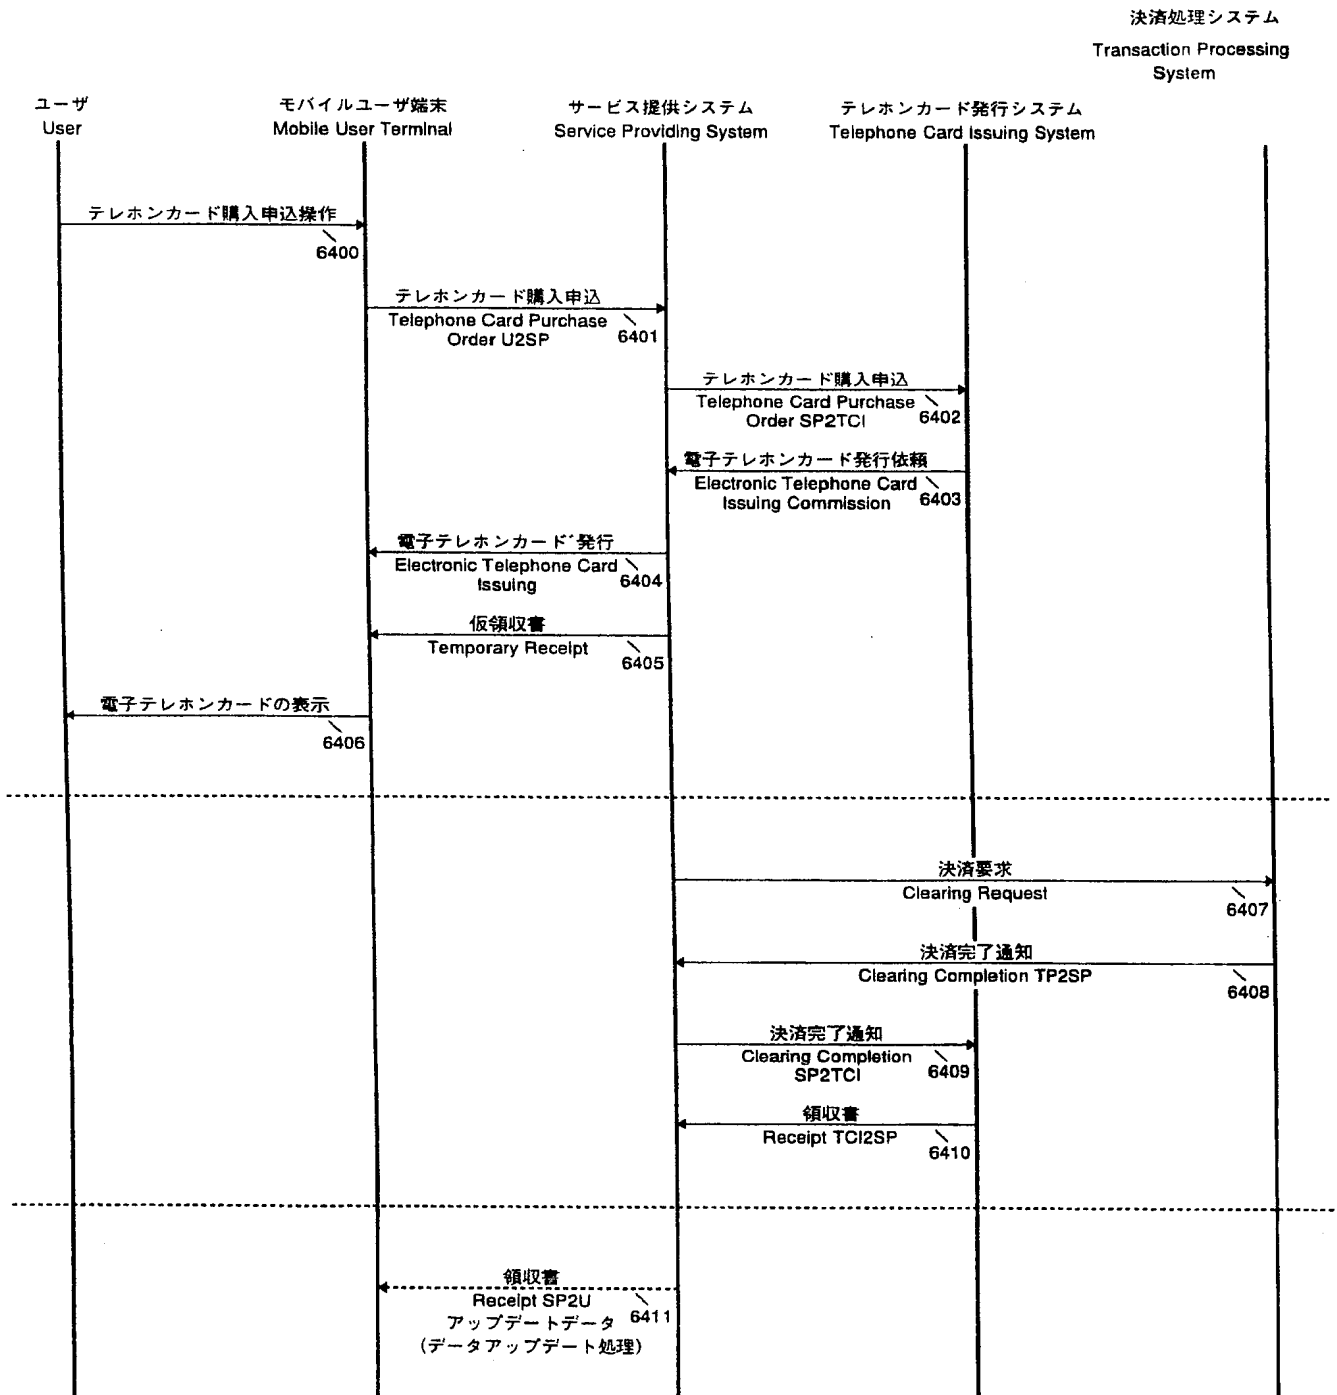 決済処理システム
Transaction Processing
System
ユーザ
User
モバイルユーザ端末
Mobile User Terminal
サービス提供システム
Service Providing System
テレホンカード発行システム
Telephone Card Issuing System
テレホンカード購入申込操作
6400
テレホンカード購入申込
Telephone Card Purchase
Order U2SP
6401
テレホンカード購入申込
Telephone Card Purchase
Order SP2TCI
6402
電子テレホンカード発行依頼
Electronic Telephone Card
Issuing Commission
6403
電子テレホンカード発行
Electronic Telephone Card
Issuing
6404
仮領収書
Temporary Receipt
6405
電子テレホンカードの表示
6406
決済要求
Clearing Request
6407
決済完了通知
Clearing Completion TP2SP
6408
決済完了通知
Clearing Completion
SP2TCI
6409
領収書
Receipt TCI2SP
6410
領収書
Receipt SP2U
6411
アップデートデータ
(データアップデート処理)